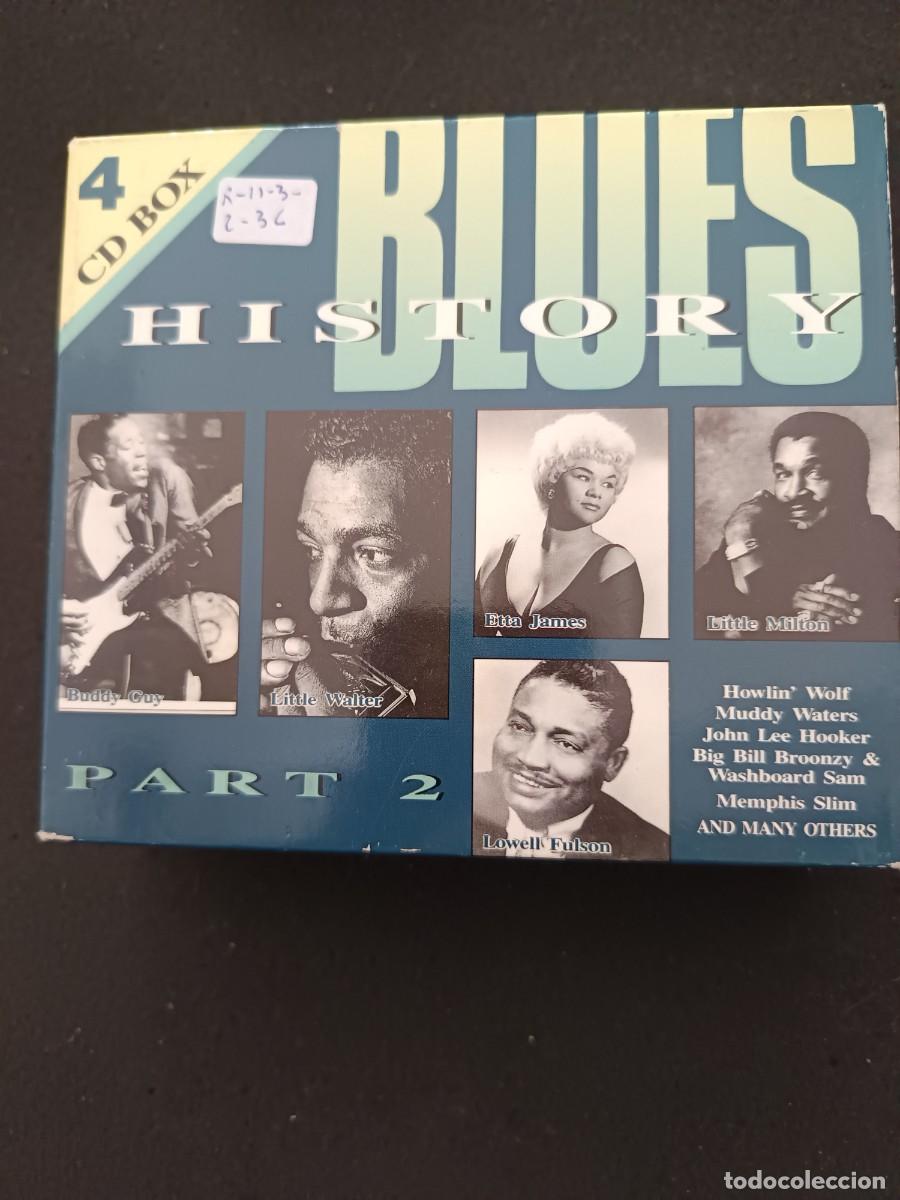 4
CD BOX
R-11-3-
2-36
BLUES
HISTORY
Buddy Guy
Little Walter
Etta James
Little Milton
Lowell Fulson
PART 2
Howlin' Wolf
Muddy Waters
John Lee Hooker
Big Bill Broonzy &
Washboard Sam
Memphis Slim
AND MANY OTHERS
todocoleccion